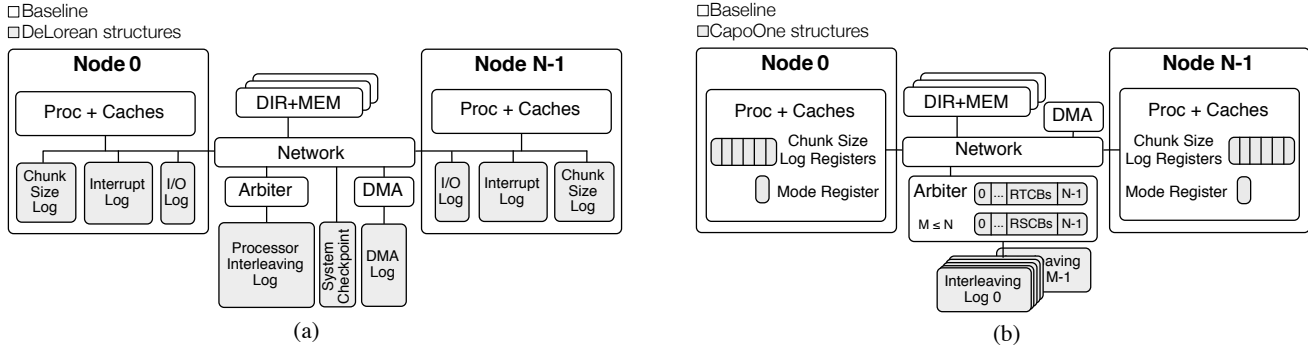 □Baseline
□DeLorean structures
Node 0
Proc + Caches
Chunk
Size
Log
Interrupt
Log
I/O
Log
DIR+MEM
Network
Arbiter
DMA
Processor
Interleaving
Log
System
Checkpoint
DMA
Log
Node N-1
Proc + Caches
I/O
Log
Interrupt
Log
Chunk
Size Log
(a)
□Baseline
□CapoOne structures
Node 0
Proc + Caches
Chunk Size
Log Registers
Mode Register
DIR+MEM
DMA
Network
Arbiter
0 ... RTCBs N-1
M ≤ N
0 ... RSCBs N-1
Interleaving
Log 0
eaving
M-1
Node N-1
Proc + Caches
Chunk Size
Log Registers
Mode Register
(b)